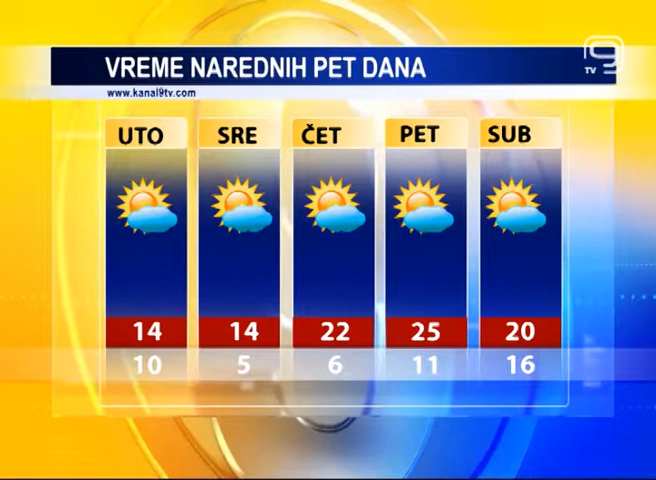 VREME NAREDNIH PET DANA
9
TV
www.kanal9tv.com
UTO SRE ČET PET SUB
14 14 22 25 20
10 5 6 11 16